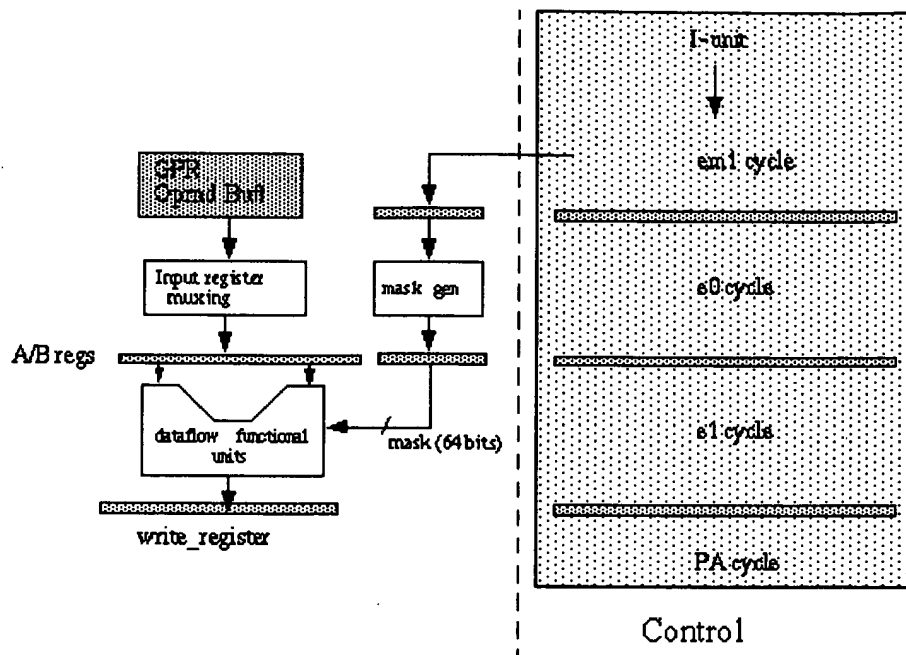 I-unit
GPR
Opnd Buff
em1 cycle
Input register
muxing
mask gen
e0 cycle
A/B regs
dataflow functional
units
mask (64 bits)
e1 cycle
write_register
PA cycle
Control